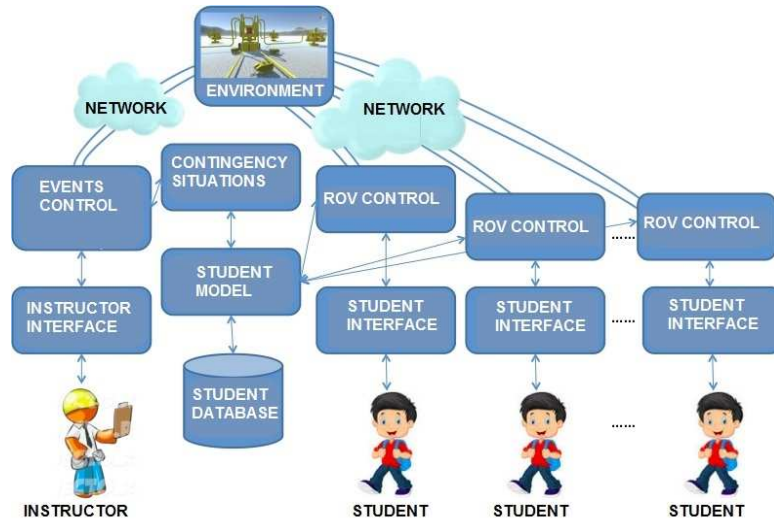 ENVIRONMENT
NETWORK
NETWORK
EVENTS
CONTROL
CONTINGENCY
SITUATIONS
ROV CONTROL
ROV CONTROL
ROV CONTROL
......
STUDENT
MODEL
INSTRUCTOR
INTERFACE
STUDENT
INTERFACE
STUDENT
INTERFACE
......
STUDENT
INTERFACE
STUDENT
DATABASE
......
INSTRUCTOR
STUDENT
STUDENT
STUDENT